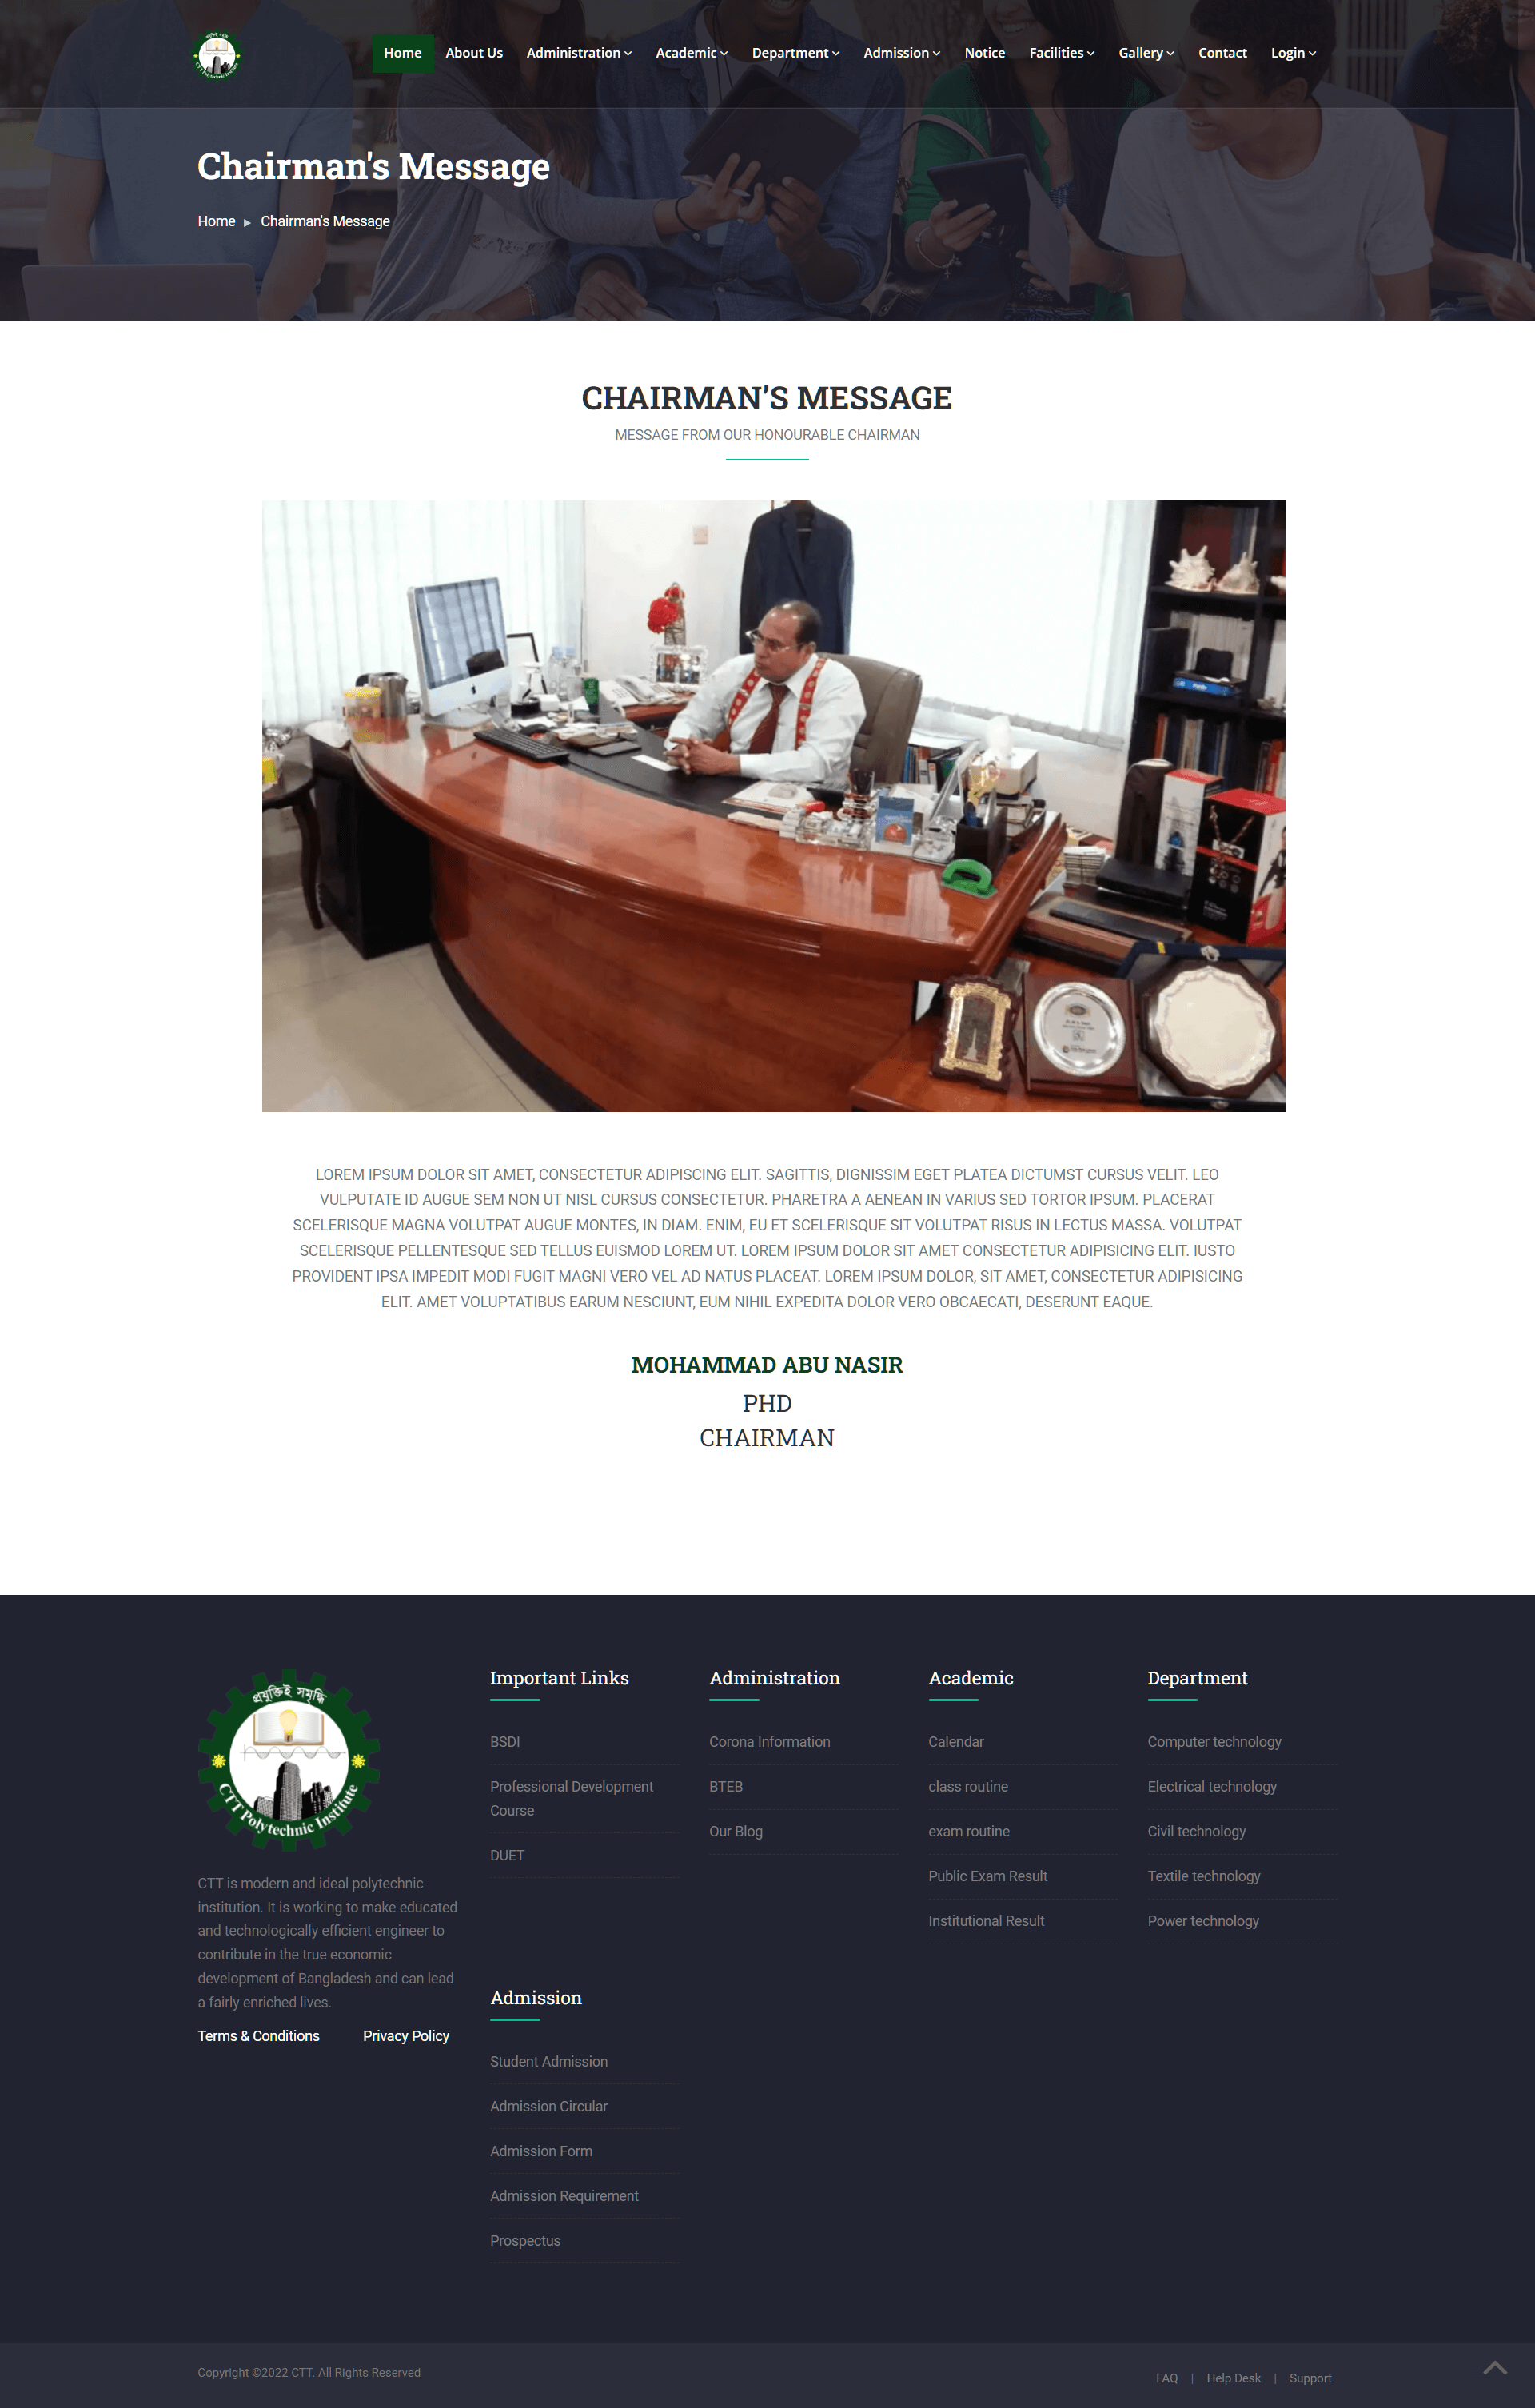 Home About Us Administration Academic Department Admission Notice Facilities Gallery Contact Login
Chairman's Message
Home Chairman's Message
CHAIRMAN’S MESSAGE
MESSAGE FROM OUR HONOURABLE CHAIRMAN
LOREM IPSUM DOLOR SIT AMET, CONSECTETUR ADIPISCING ELIT. SAGITTIS, DIGNISSIM EGET PLATEA DICTUMST CURSUS VELIT. LEO
VULPUTATE ID AUGUE SEM NON UT NISL CURSUS CONSECTETUR. PHARETRA A AENEAN IN VARIUS SED TORTOR IPSUM. PLACERAT
SCELERISQUE MAGNA VOLUTPAT AUGUE MONTES, IN DIAM. ENIM, EU ET SCELERISQUE SIT VOLUTPAT RISUS IN LECTUS MASSA. VOLUTPAT
SCELERISQUE PELLENTESQUE SED TELLUS EUISMOD LOREM UT. LOREM IPSUM DOLOR SIT AMET CONSECTETUR ADIPISICING ELIT. IUSTO
PROVIDENT IPSA IMPEDIT MODI FUGIT MAGNI VERO VEL AD NATUS PLACEAT. LOREM IPSUM DOLOR, SIT AMET, CONSECTETUR ADIPISICING
ELIT. AMET VOLUPTATIBUS EARUM NESCIUNT, EUM NIHIL EXPEDITA DOLOR VERO OBCAECATI, DESERUNT EAQUE.
MOHAMMAD ABU NASIR
PHD
CHAIRMAN
প্রযুক্তিই সমৃদ্ধি
CTT Polytechnic Institute
CTT is modern and ideal polytechnic
institution. It is working to make educated
and technologically efficient engineer to
contribute in the true economic
development of Bangladesh and can lead
a fairly enriched lives.
Terms & Conditions Privacy Policy
Important Links
BSDI
Professional Development
Course
DUET
Administration
Corona Information
BTEB
Our Blog
Academic
Calendar
class routine
exam routine
Public Exam Result
Institutional Result
Department
Computer technology
Electrical technology
Civil technology
Textile technology
Power technology
Admission
Student Admission
Admission Circular
Admission Form
Admission Requirement
Prospectus
Copyright ©2022 CTT. All Rights Reserved
FAQ | Help Desk | Support